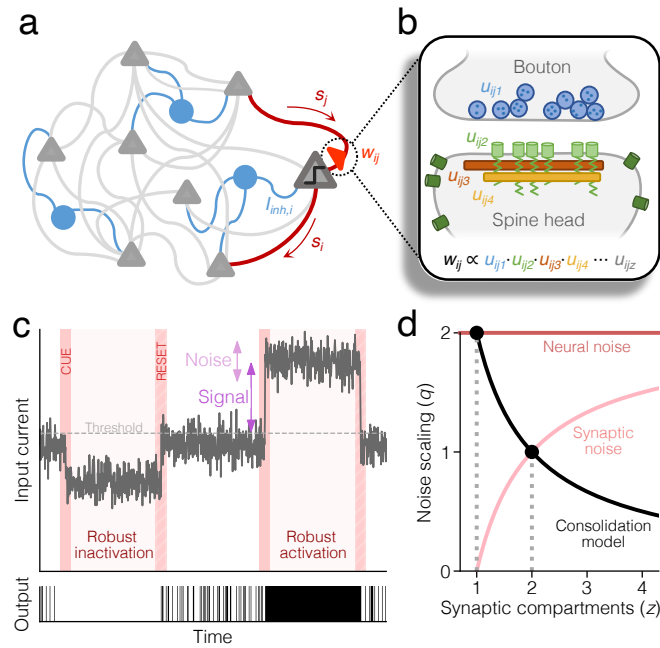 a
s_j
w_ij
I_inh,i
s_i
b
Bouton
u_ij1
u_ij2
u_ij3
u_ij4
Spine head
w_ij ∝ u_ij1·u_ij2·u_ij3·u_ij4 ··· u_ijz
c
CUE
RESET
Noise
Signal
Threshold
Input current
Robust
inactivation
Robust
activation
Output
Time
d
Noise scaling (q)
2
1
0
Neural noise
Synaptic
noise
Consolidation
model
1 2 3 4
Synaptic compartments (z)